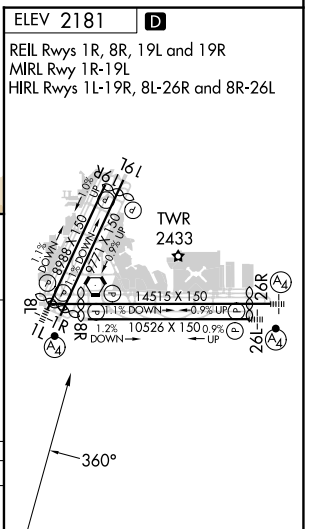 ELEV 2181
D
REIL Rwys 1R, 8R, 19L and 19R
MIRL Rwy 1R-19L
HIRL Rwys 1L-19R, 8L-26R and 8R-26L
19R
19L
1.0% UP
8988 X 150
1.1% DOWN
0.9% UP
9771 X 150
1.1% DOWN
P
P
P
P
TWR
2433
8L
1L
1R
8R
A4
14515 X 150
1.1% DOWN
0.9% UP
P
26R
A4
10526 X 150
1.2% DOWN
0.9% UP
P
26L
A4
360°